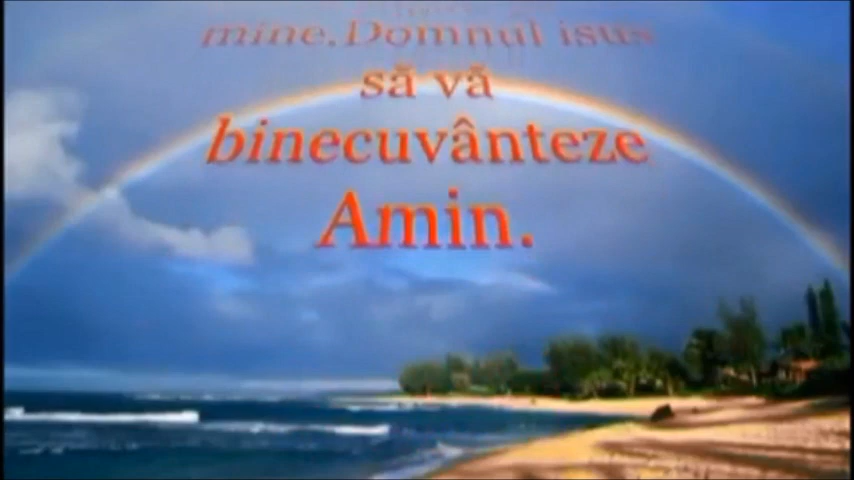 mine.Domnul isus
să vă
binecuvânteze
Amin.